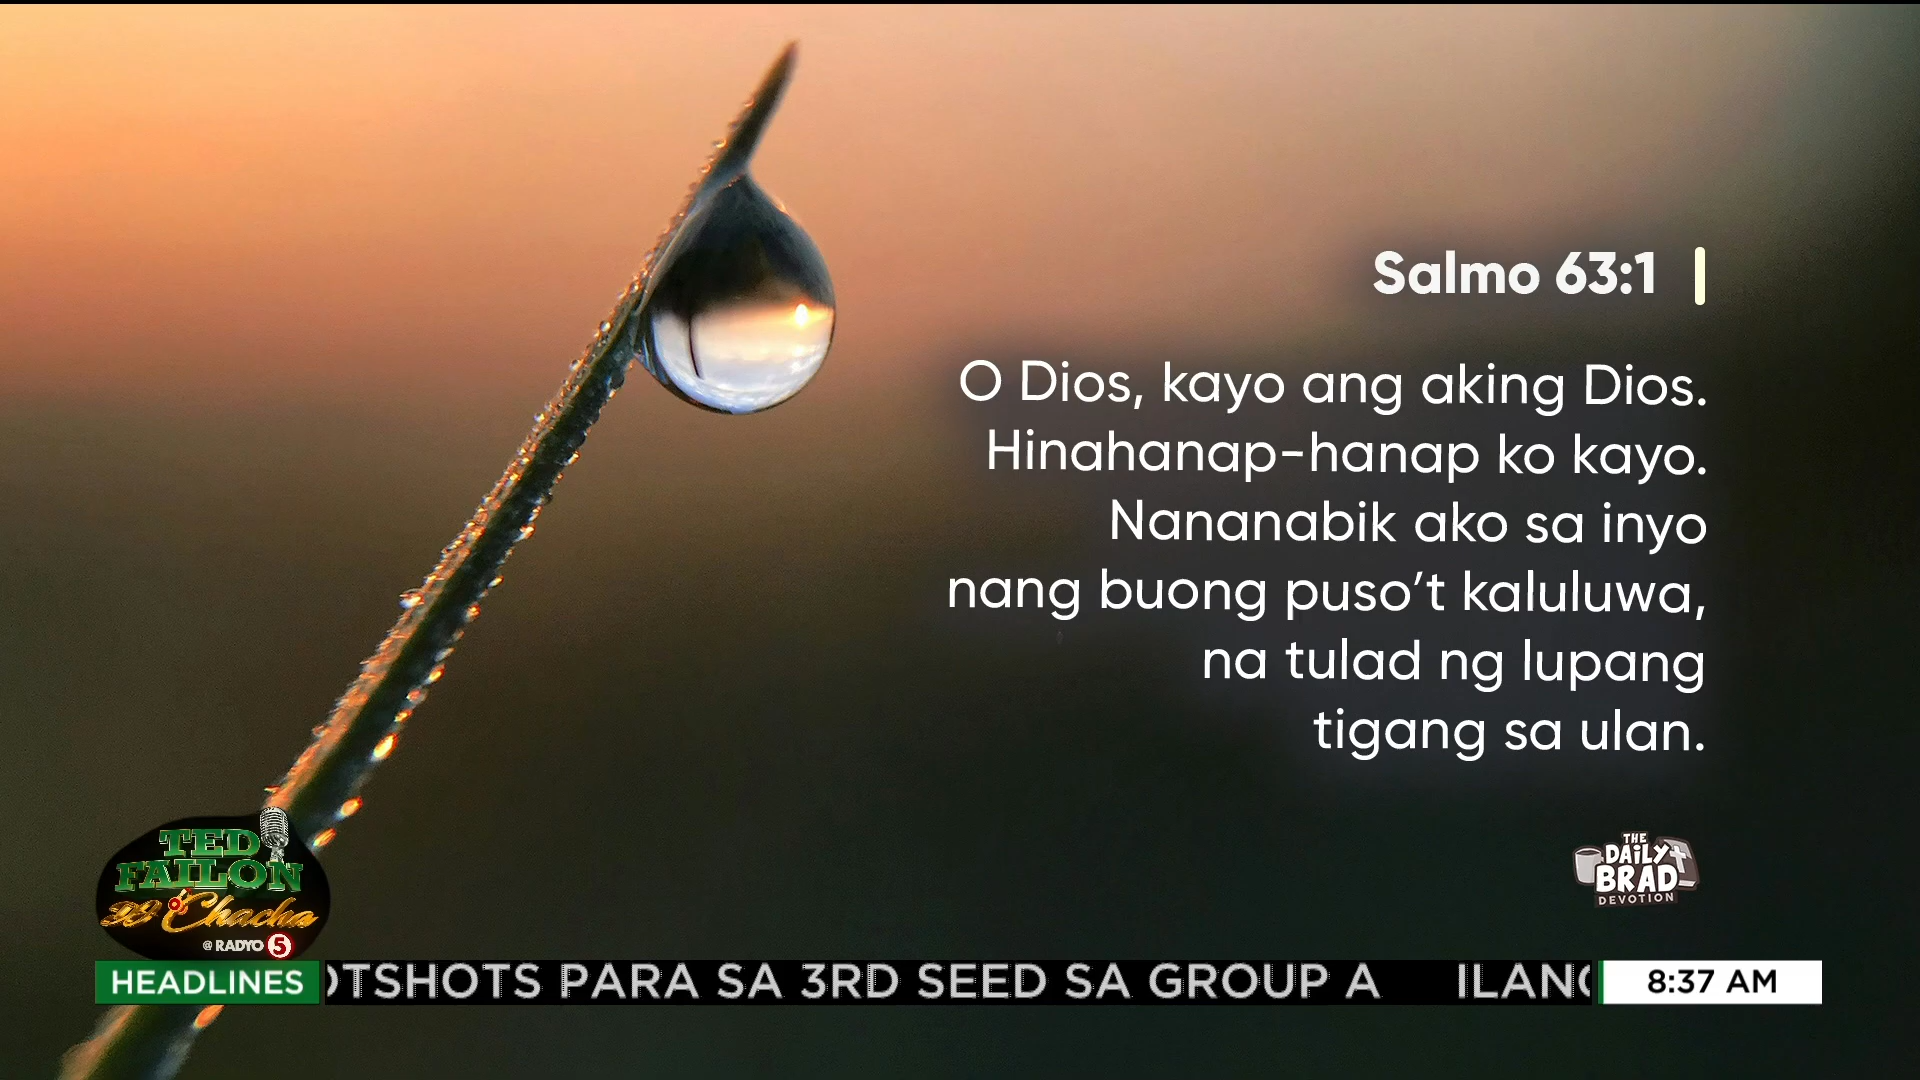 Salmo 63:1
O Dios, kayo ang aking Dios.
Hinahanap-hanap ko kayo.
Nananabik ako sa inyo
nang buong puso’t kaluluwa,
na tulad ng lupang
tigang sa ulan.
THE
DAILY
BRAD
DEVOTION
TED
FAILON
Chacha
@ RADYO 5
HEADLINES
OTSHOTS PARA SA 3RD SEED SA GROUP A
8:37 AM